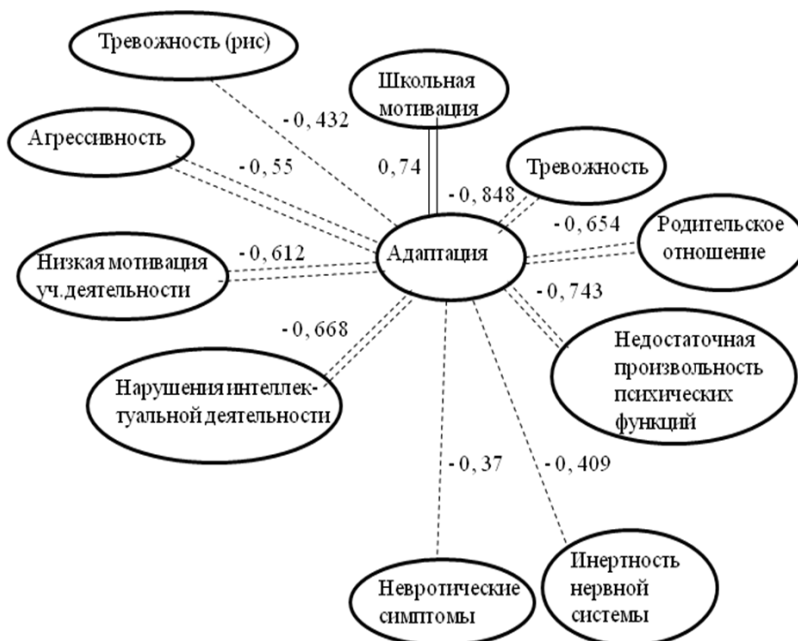 Тревожность (рис)
Школьная
мотивация
- 0, 432
Агрессивность
- 0, 55
0, 74
- 0, 848
Тревожность
- 0, 654
Родительское
отношение
Адаптация
Низкая мотивация
уч.деятельности
- 0, 612
- 0, 743
- 0, 668
Недостаточная
произвольность
психических
функций
Нарушения интеллек-
туальной деятельности
- 0, 37
- 0, 409
Невротические
симптомы
Инертность
нервной
системы